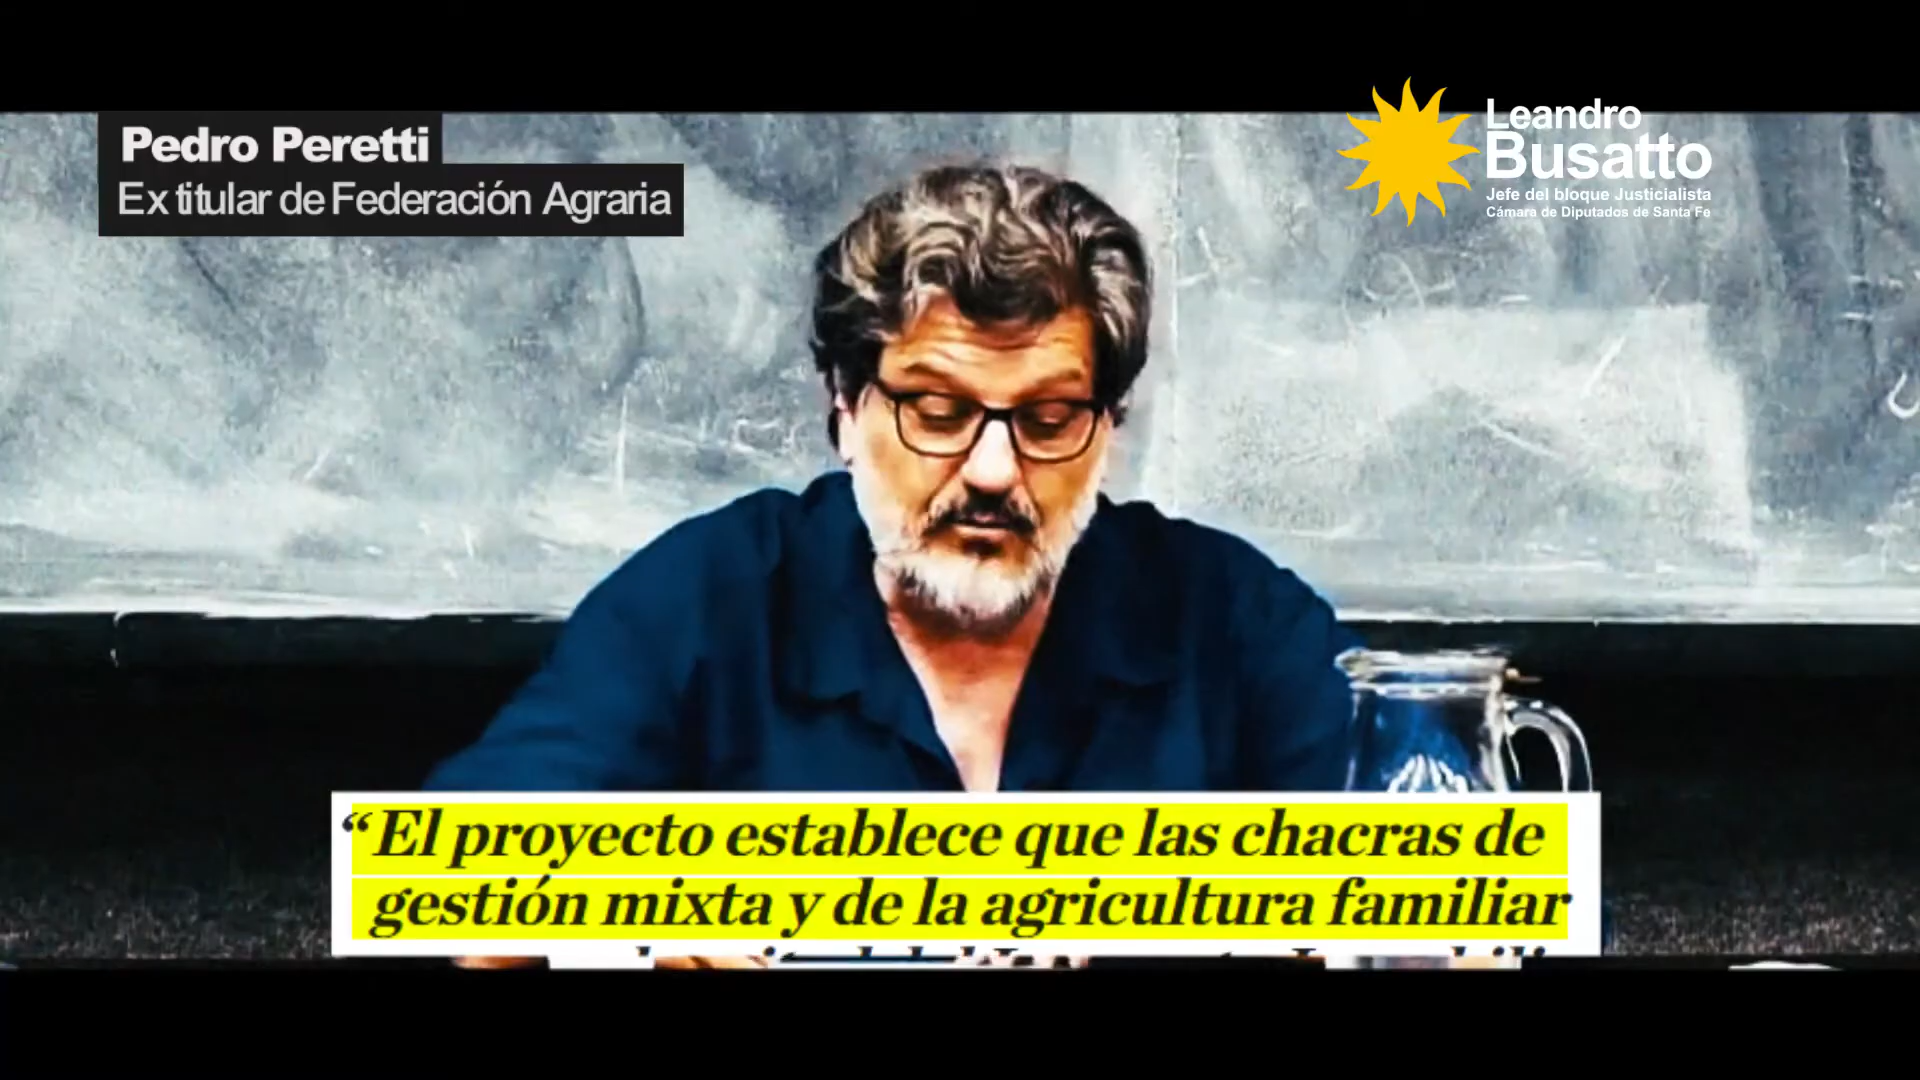 Pedro Peretti
Ex titular de Federación Agraria
Leandro
Busatto
Jefe del bloque Justicialista
Cámara de Diputados de Santa Fe
“El proyecto establece que las chacras de
gestión mixta y de la agricultura familiar